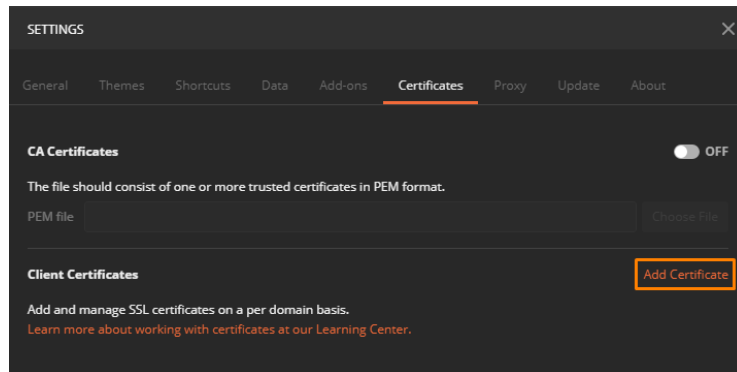 SETTINGS
General Themes Shortcuts Data Add-ons Certificates Proxy Update About
CA Certificates OFF
The file should consist of one or more trusted certificates in PEM format.
PEM file Choose File
Client Certificates Add Certificate
Add and manage SSL certificates on a per domain basis.
Learn more about working with certificates at our Learning Center.